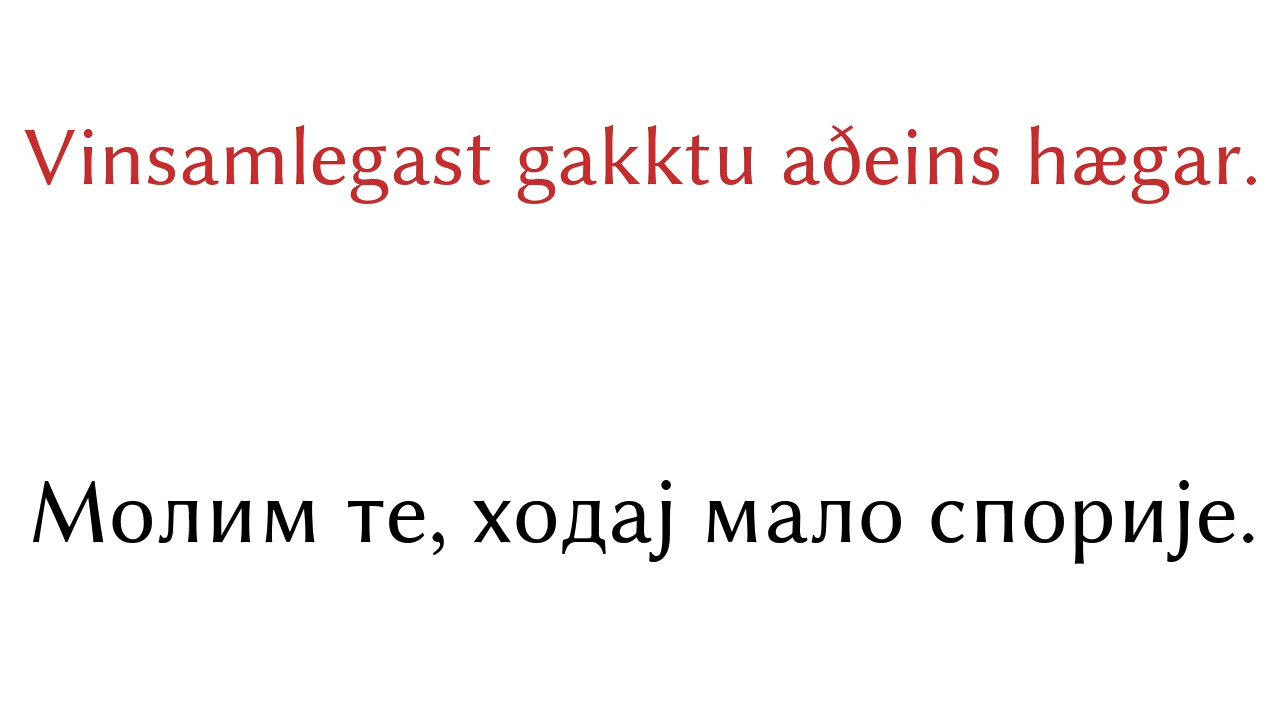 Vinsamlegast gakktu aðeins hægar.
Молим те, ходај мало спорије.